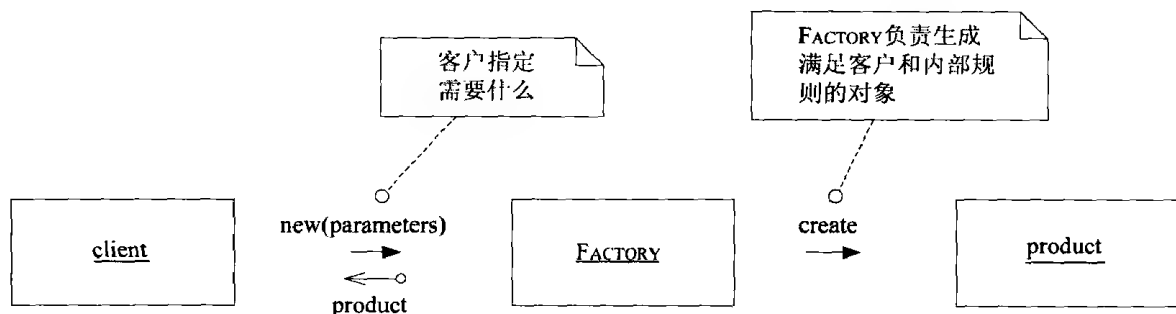 客户指定
需要什么
FACTORY负责生成
满足客户和内部规
则的对象
client
new(parameters)
product
FACTORY
create
product